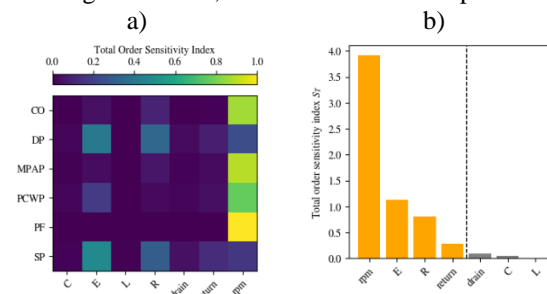 a)
b)
Total Order Sensitivity Index
0.0 0.2 0.4 0.6 0.8 1.0
CO
DP
MPAP
PCWP
PF
SP
C E L R drain return rpm
Total order sensitivity index S_T
4.0
3.5
3.0
2.5
2.0
1.5
1.0
0.5
0.0
rpm E R return drain C L